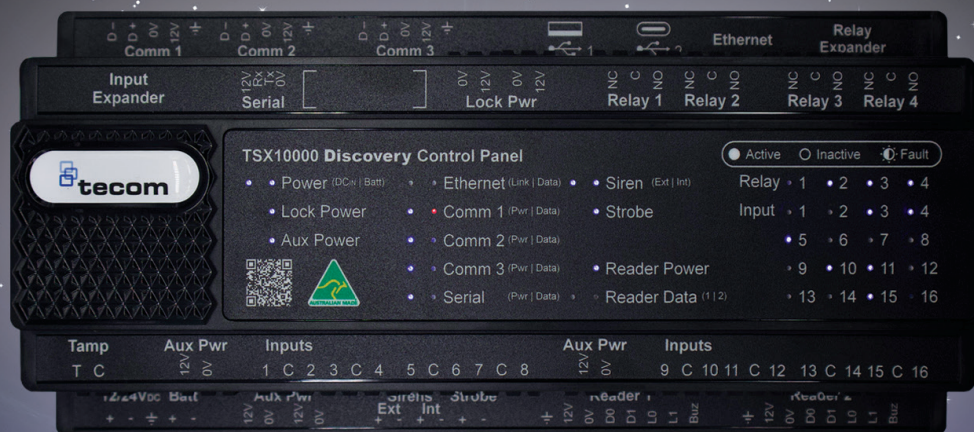 D - D + 0V 12V D - D + 0V 12V D - D + 0V 12V 1 2 Ethernet Relay
Comm 1 Comm 2 Comm 3 Expander
Input
Expander
12V Rx Tx 0V
Serial
0V 12V 0V 12V
Lock Pwr
NC C NO NC C NO NC C NO NC C NO
Relay 1 Relay 2 Relay 3 Relay 4
tecom
TSX10000 Discovery Control Panel
Active Inactive Fault
Power (DCIN | Batt) Ethernet (Link | Data) Siren (Ext | Int) Relay 1 2 3 4
Lock Power Comm 1 (Pwr | Data) Strobe Input 1 2 3 4
Aux Power Comm 2 (Pwr | Data) 5 6 7 8
Comm 3 (Pwr | Data) Reader Power 9 10 11 12
Serial (Pwr | Data) Reader Data (1 | 2) 13 14 15 16
AUSTRALIAN MADE
Tamp Aux Pwr Inputs Aux Pwr Inputs
T C 12V 0V 1 C 2 3 C 4 5 C 6 7 C 8 12V 0V 9 C 10 11 C 12 13 C 14 15 C 16
12/24VDC Batt Aux Pwr Sirens Strobe Reader 1 Reader 2
Ext Int
+ - + - 12V 0V 12V 0V + - + - + - 12V 0V D0 D1 L0 L1 Buz 12V 0V D0 D1 L0 L1 Buz